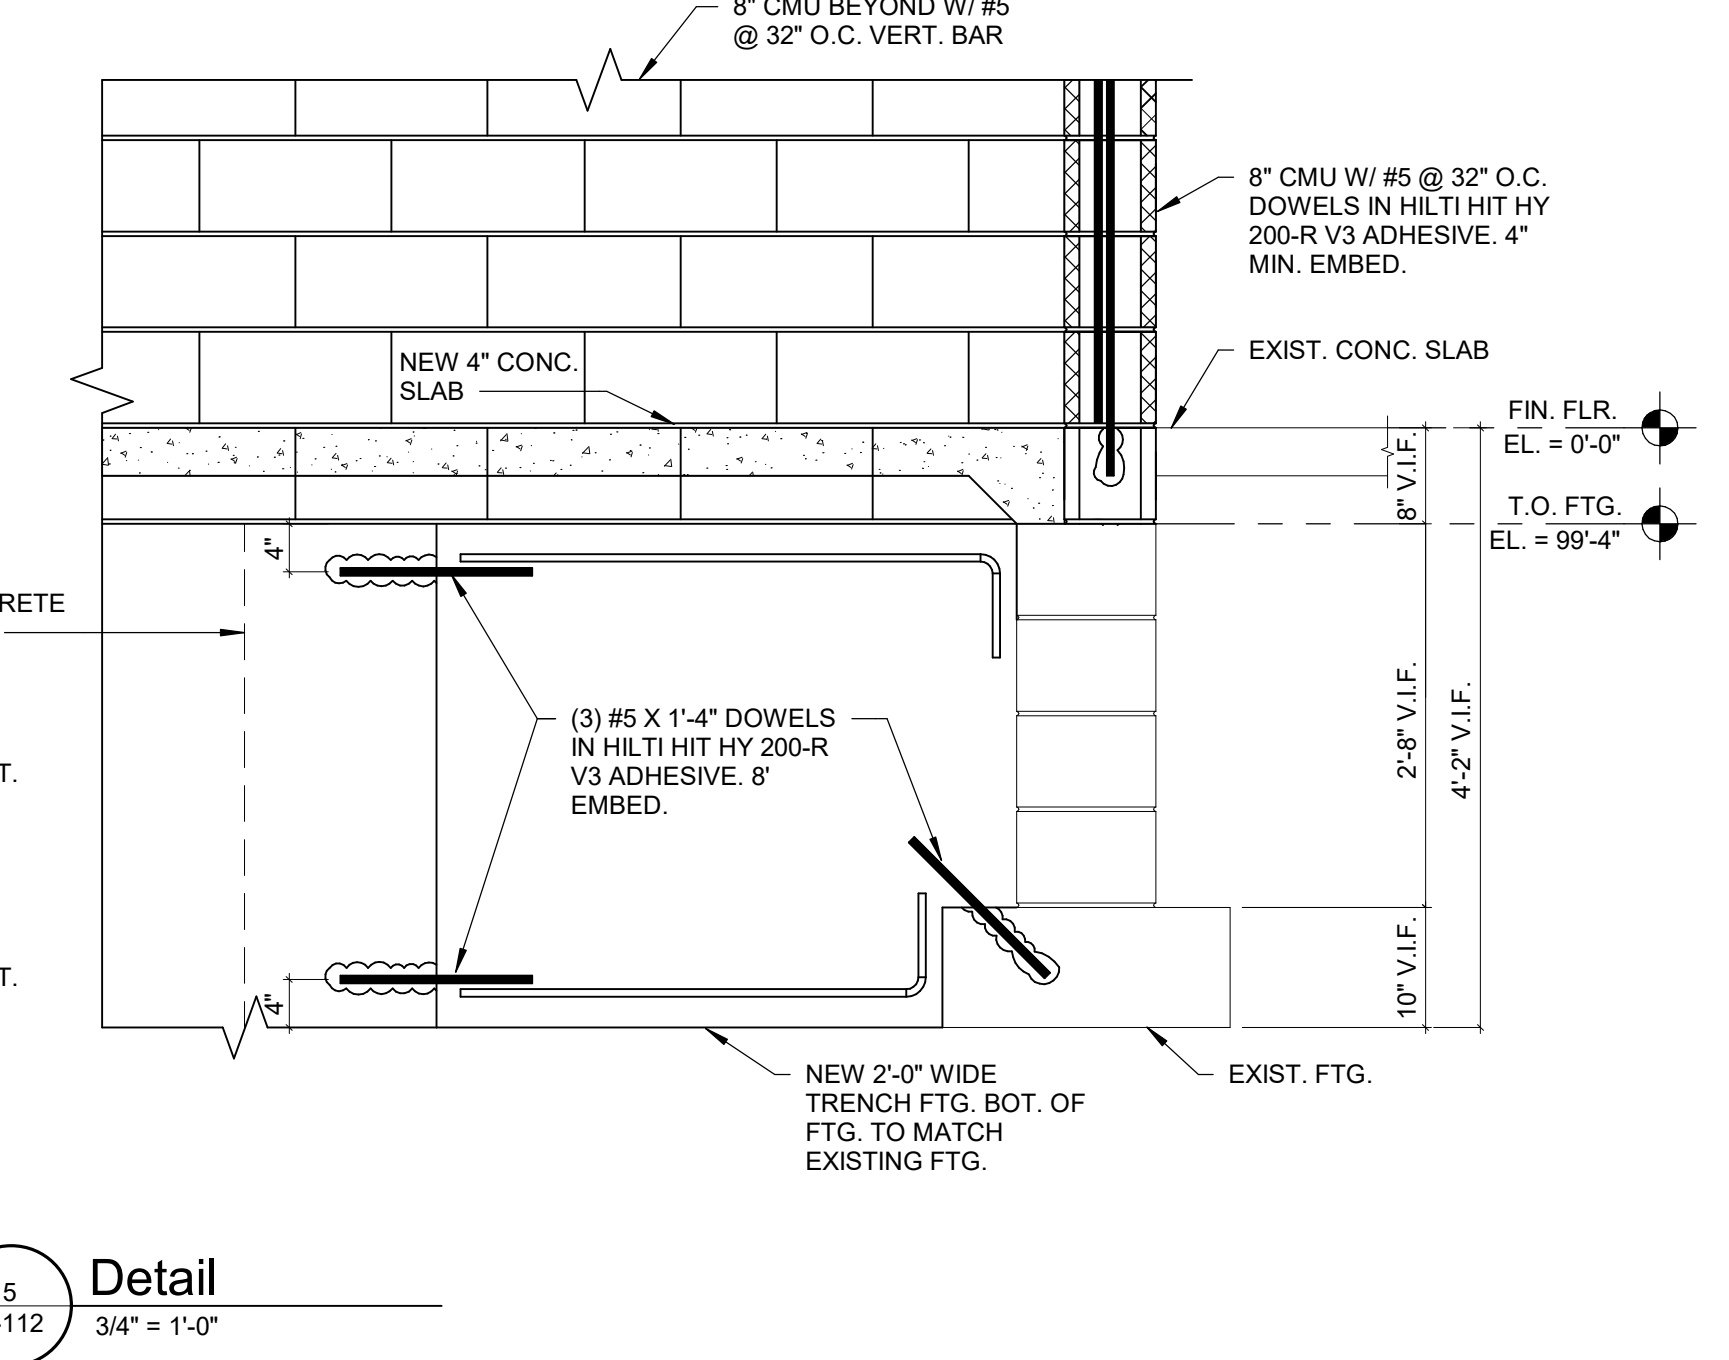 8" CMU BEYOND W/ #5
@ 32" O.C. VERT. BAR
8" CMU W/ #5 @ 32" O.C.
DOWELS IN HILTI HIT HY
200-R V3 ADHESIVE. 4"
MIN. EMBED.
NEW 4" CONC.
SLAB
EXIST. CONC. SLAB
FIN. FLR.
EL. = 0'-0"
8" V.I.F.
T.O. FTG.
EL. = 99'-4"
4"
RETE
(3) #5 X 1'-4" DOWELS
IN HILTI HIT HY 200-R
V3 ADHESIVE. 8'
EMBED.
2'-8" V.I.F.
4'-2" V.I.F.
T.
T.
4"
10" V.I.F.
NEW 2'-0" WIDE
TRENCH FTG. BOT. OF
FTG. TO MATCH
EXISTING FTG.
EXIST. FTG.
5
-112
Detail
3/4" = 1'-0"